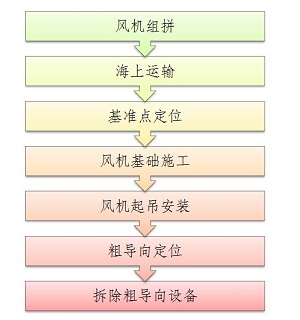 风机组拼
海上运输
基准点定位
风机基础施工
风机起吊安装
粗导向定位
拆除粗导向设备